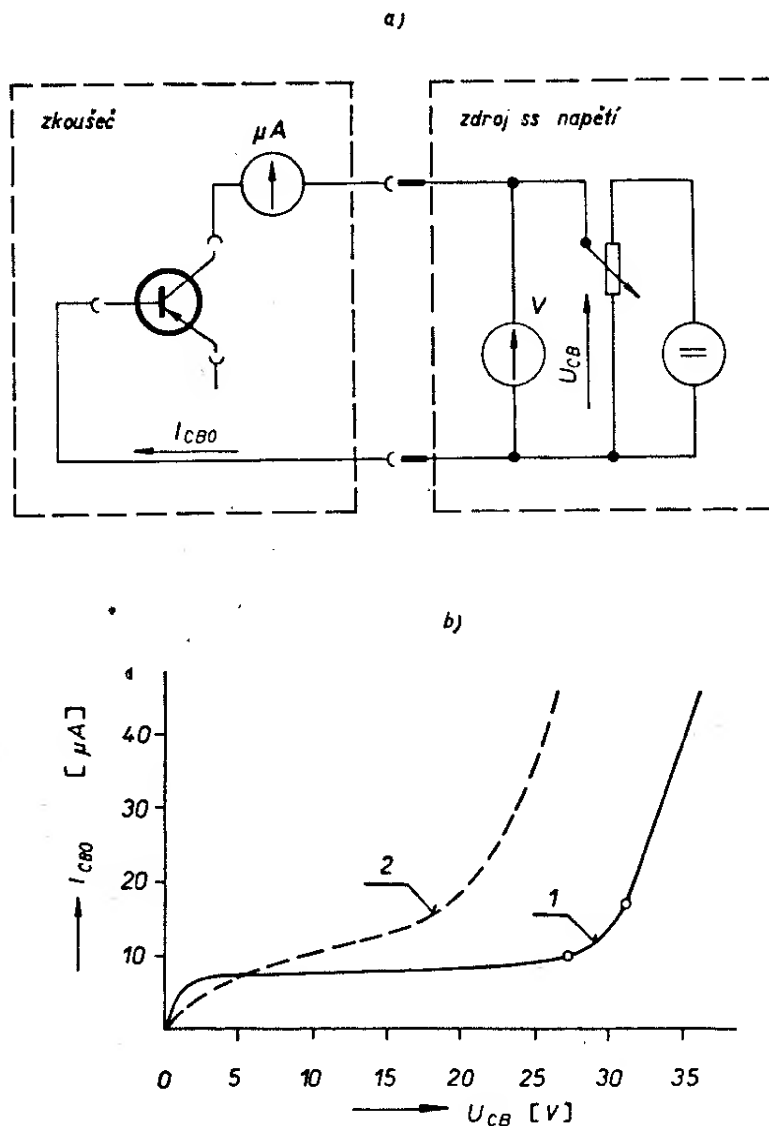 a)
zkoušeč
zdroj ss napětí
μA
V
U_CB
=
I_CBO
b)
[ μA ]
I_CBO
40
30
20
10
2
1
0 5 10 15 20 25 30 35
U_CB [ V ]